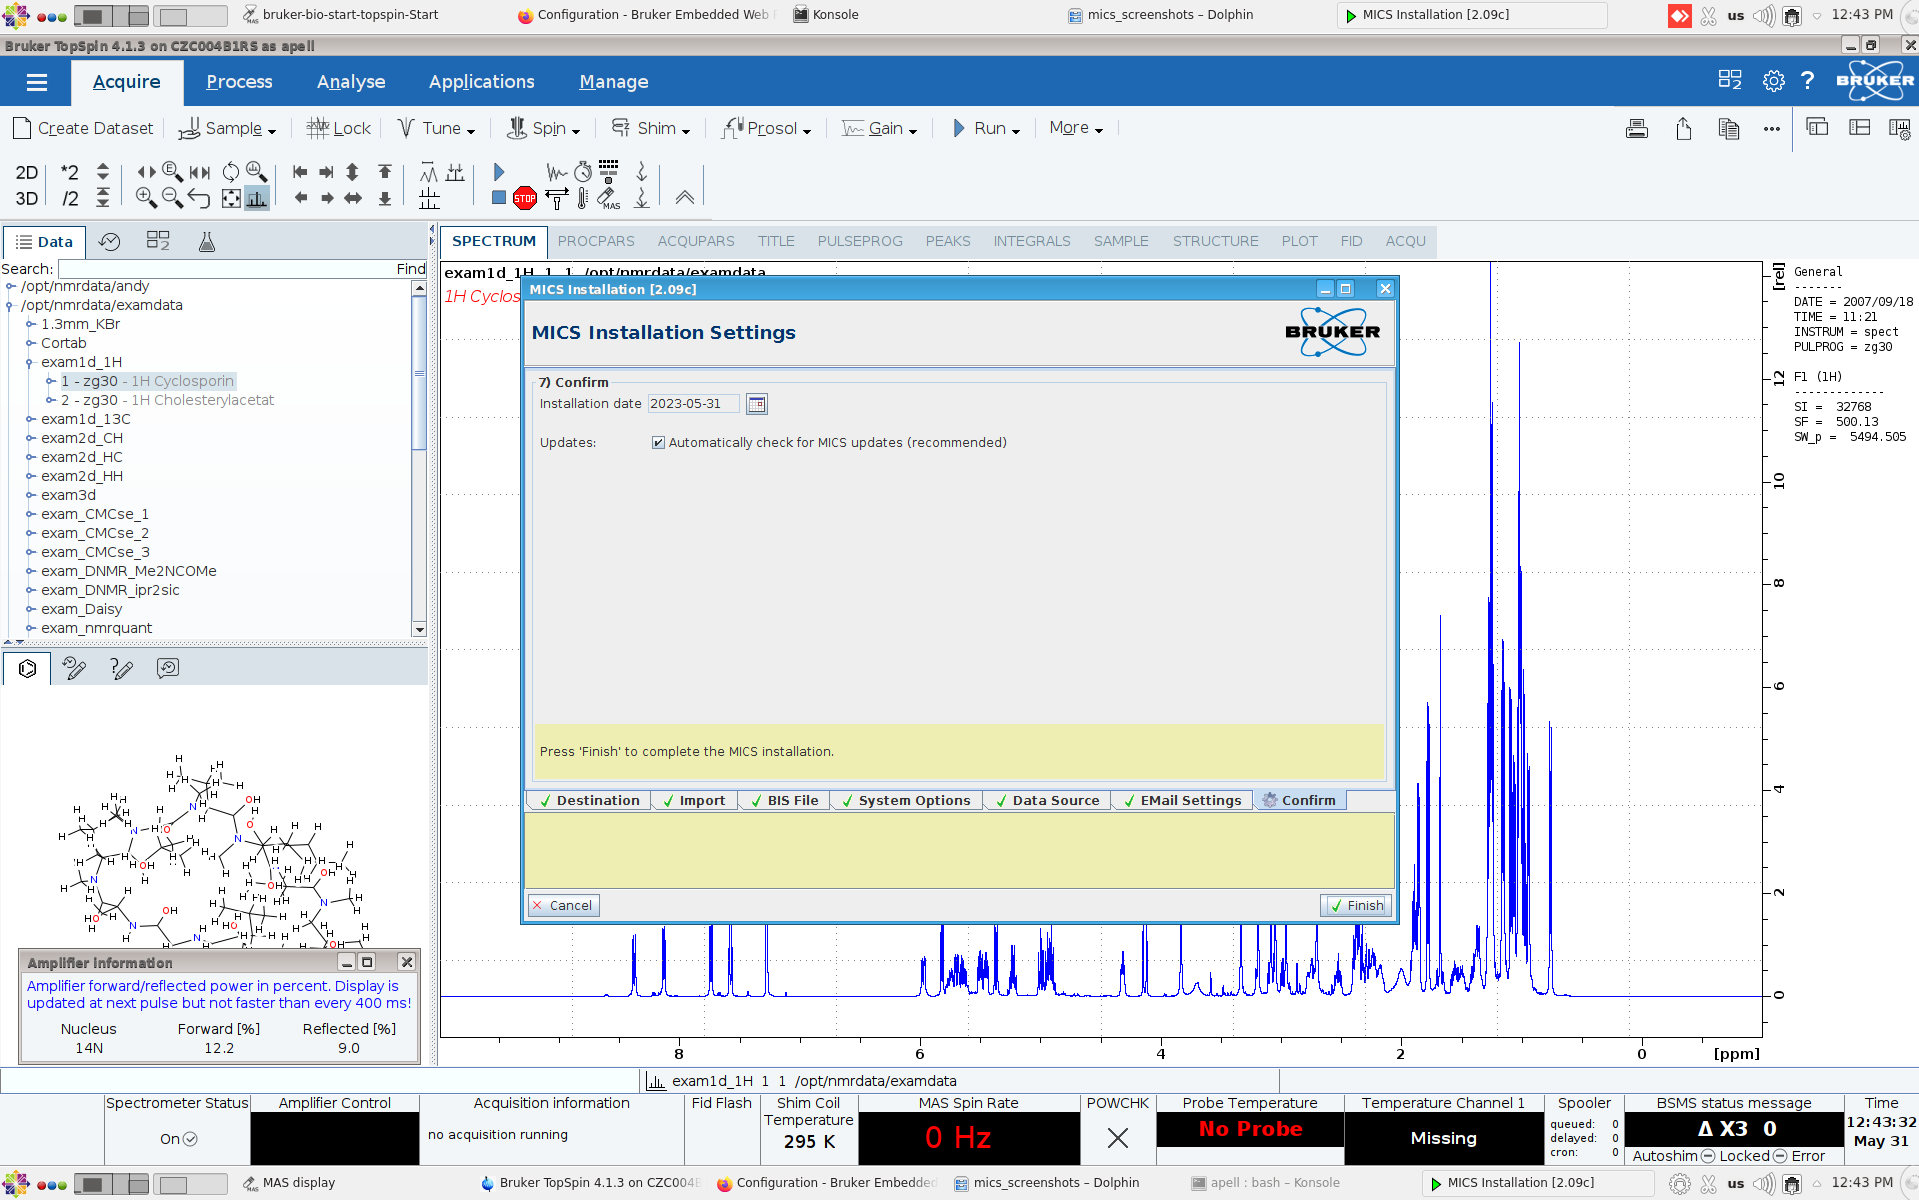 bruker-bio-start-topspin-Start
Configuration - Bruker Embedded Web
Konsole
mics_screenshots – Dolphin
MICS Installation [2.09c]
us
12:43 PM
Bruker TopSpin 4.1.3 on CZC004B1RS as apell
Acquire
Process
Analyse
Applications
Manage
BRUKER
Create Dataset
Sample
Lock
Tune
Spin
Shim
Prosol
Gain
Run
More
2D *2
3D /2
STOP
MAS
Data
SPECTRUM PROCPARS ACQUPARS TITLE PULSEPROG PEAKS INTEGRALS SAMPLE STRUCTURE PLOT FID ACQU
Search:
Find
/opt/nmrdata/andy
/opt/nmrdata/examdata
1.3mm_KBr
Cortab
exam1d_1H
1 - zg30 - 1H Cyclosporin
2 - zg30 - 1H Cholesterylacetat
exam1d_13C
exam2d_CH
exam2d_HC
exam2d_HH
exam3d
exam_CMCse_1
exam_CMCse_2
exam_CMCse_3
exam_DNMR_Me2NCOMe
exam_DNMR_ipr2sic
exam_Daisy
exam_nmrquant
exam1d_1H 1 1 /opt/nmrdata/examdata
1H Cyclos
[rel]
12
10
8
6
4
2
0
General
-------
DATE = 2007/09/18
TIME = 11:21
INSTRUM = spect
PULPROG = zg30
F1 (1H)
-------------
SI = 32768
SF = 500.13
SW_p = 5494.505
MICS Installation [2.09c]
MICS Installation Settings
BRUKER
7) Confirm
Installation date 2023-05-31
Updates: Automatically check for MICS updates (recommended)
Press 'Finish' to complete the MICS installation.
Destination Import BIS File System Options Data Source EMail Settings Confirm
Cancel
Finish
8 6 4 2 0 [ppm]
Amplifier information
Amplifier forward/reflected power in percent. Display is
updated at next pulse but not faster than every 400 ms!
Nucleus Forward [%] Reflected [%]
14N 12.2 9.0
exam1d_1H 1 1 /opt/nmrdata/examdata
Spectrometer Status
On
Amplifier Control
Acquisition information
no acquisition running
Fid Flash
Shim Coil
Temperature
295 K
MAS Spin Rate
0 Hz
POWCHK
Probe Temperature
No Probe
Temperature Channel 1
Missing
Spooler
queued: 0
delayed: 0
cron: 0
BSMS status message
Δ X3 0
Autoshim Locked Error
Time
12:43:32
May 31
MAS display
Bruker TopSpin 4.1.3 on CZC004B
Configuration - Bruker Embedded
mics_screenshots – Dolphin
apell : bash – Konsole
MICS Installation [2.09c]
us
12:43 PM